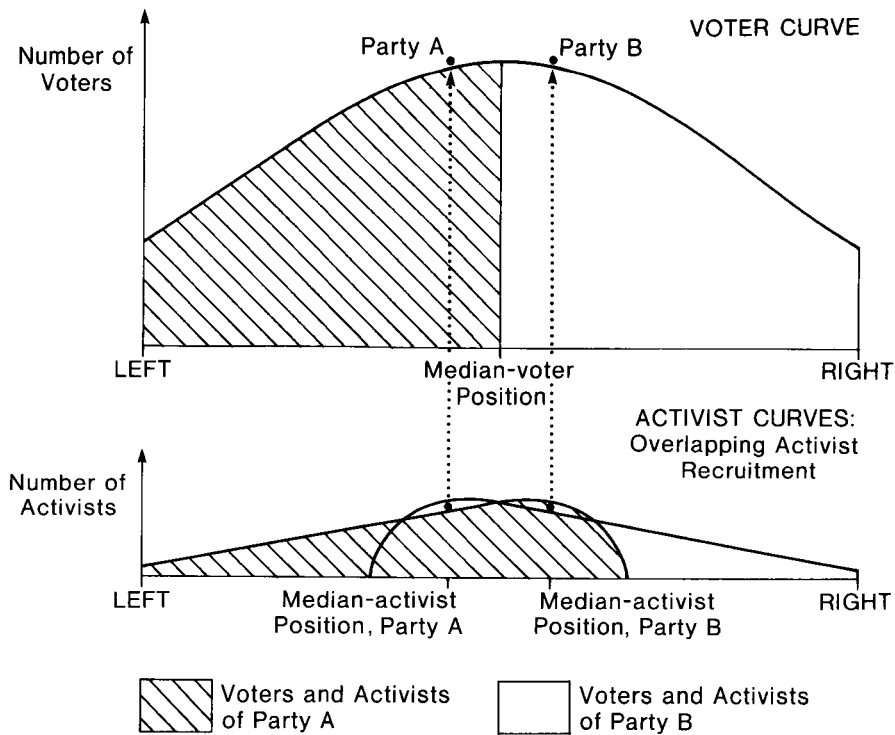 VOTER CURVE
Number of
Voters
Party A
Party B
LEFT
Median-voter
Position
RIGHT
ACTIVIST CURVES:
Overlapping Activist
Recruitment
Number of
Activists
LEFT
Median-activist
Position, Party A
Median-activist
Position, Party B
RIGHT
Voters and Activists
of Party A
Voters and Activists
of Party B